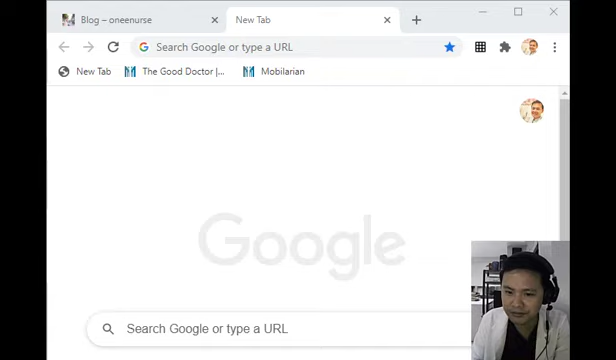 Blog – oneenurse
New Tab
Search Google or type a URL
New Tab
The Good Doctor |...
Mobilarian
Google
Search Google or type a URL